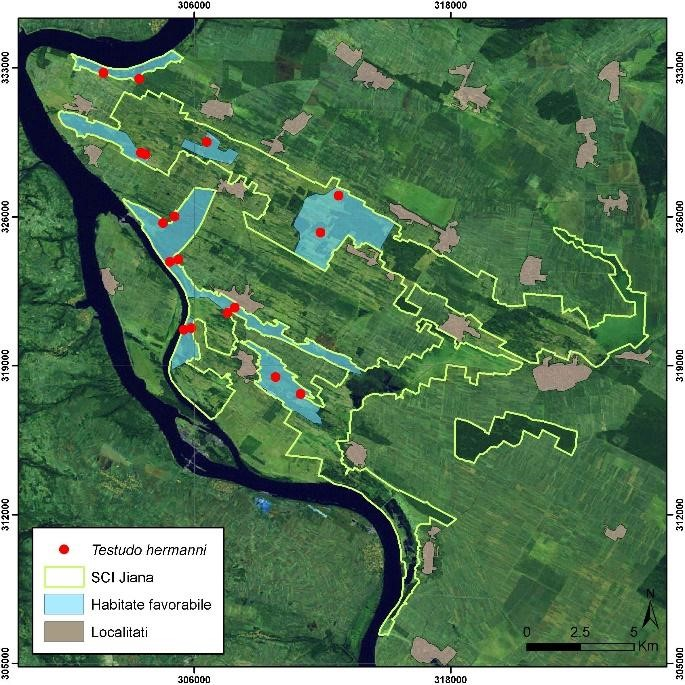 306000
318000
333000
333000
326000
326000
319000
319000
312000
312000
305000
305000
Testudo hermanni
SCI Jiana
Habitate favorabile
Localitati
N
0 2.5 5
Km
306000
318000